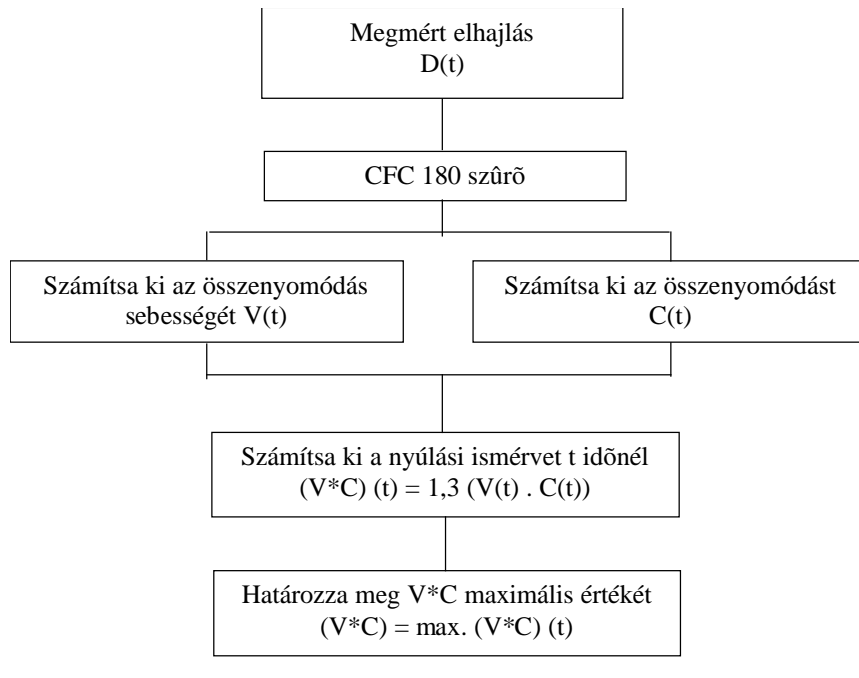 Megmért elhajlás
D(t)
CFC 180 szûrõ
Számítsa ki az összenyomódás
sebességét V(t)
Számítsa ki az összenyomódást
C(t)
Számítsa ki a nyúlási ismérvet t idõnél
(V*C) (t) = 1,3 (V(t) . C(t))
Határozza meg V*C maximális értékét
(V*C) = max. (V*C) (t)